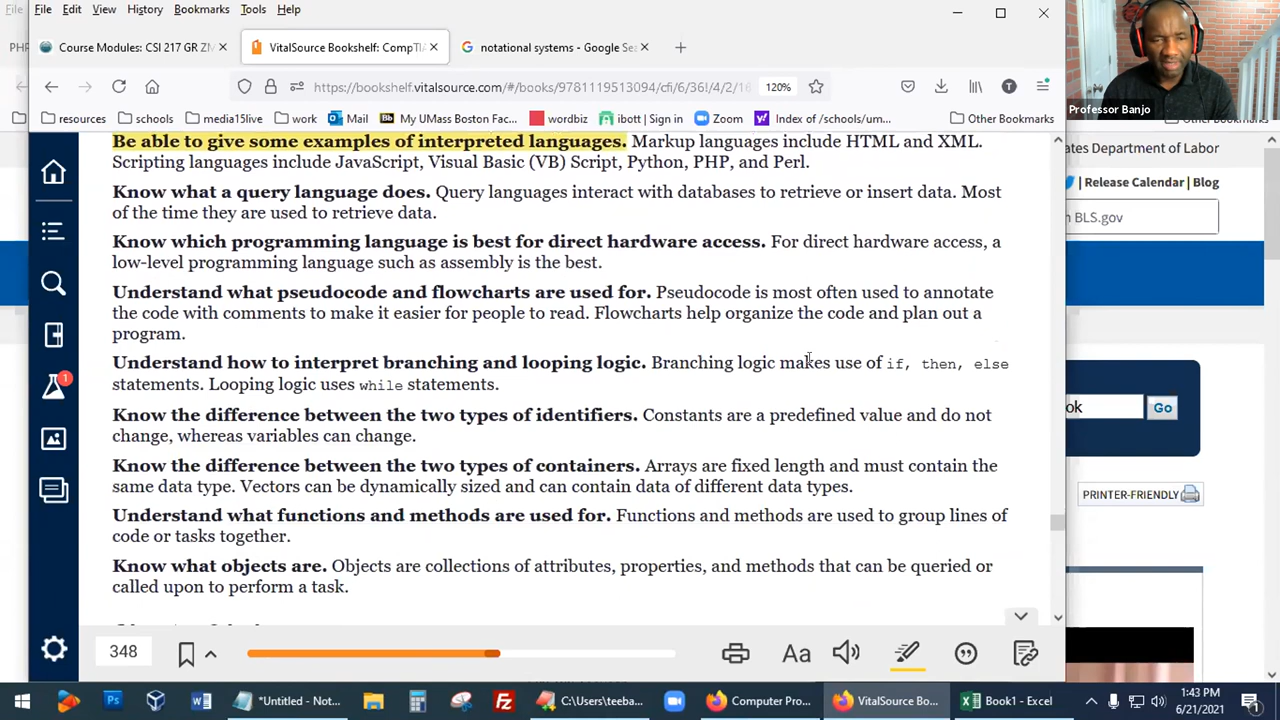 File
File Edit View History Bookmarks Tools Help
Course Modules: CSI 217 GR ZM
VitalSource Bookshelf: CompTIA
notational systems - Google Sea
https://bookshelf.vitalsource.com/#/books/9781119513094/cfi/6/36!/4/2/16
120%
resources schools media15live work Mail My UMass Boston Fac... wordbiz ibott | Sign in Zoom Index of /schools/um... Other Bookmarks
Professor Banjo
Other Bookmarks
ates Department of Labor
| Release Calendar | Blog
h BLS.gov
Be able to give some examples of interpreted languages. Markup languages include HTML and XML.
Scripting languages include JavaScript, Visual Basic (VB) Script, Python, PHP, and Perl.
Know what a query language does. Query languages interact with databases to retrieve or insert data. Most
of the time they are used to retrieve data.
Know which programming language is best for direct hardware access. For direct hardware access, a
low-level programming language such as assembly is the best.
Understand what pseudocode and flowcharts are used for. Pseudocode is most often used to annotate
the code with comments to make it easier for people to read. Flowcharts help organize the code and plan out a
program.
Understand how to interpret branching and looping logic. Branching logic makes use of if, then, else
statements. Looping logic uses while statements.
Know the difference between the two types of identifiers. Constants are a predefined value and do not
change, whereas variables can change.
Know the difference between the two types of containers. Arrays are fixed length and must contain the
same data type. Vectors can be dynamically sized and can contain data of different data types.
Understand what functions and methods are used for. Functions and methods are used to group lines of
code or tasks together.
Know what objects are. Objects are collections of attributes, properties, and methods that can be queried or
called upon to perform a task.
ok Go
PRINTER-FRIENDLY
1
348
Aa
*Untitled - Not...
C:\Users\teeba...
Computer Pro...
VitalSource Bo...
Book1 - Excel
1:43 PM
6/21/2021
1